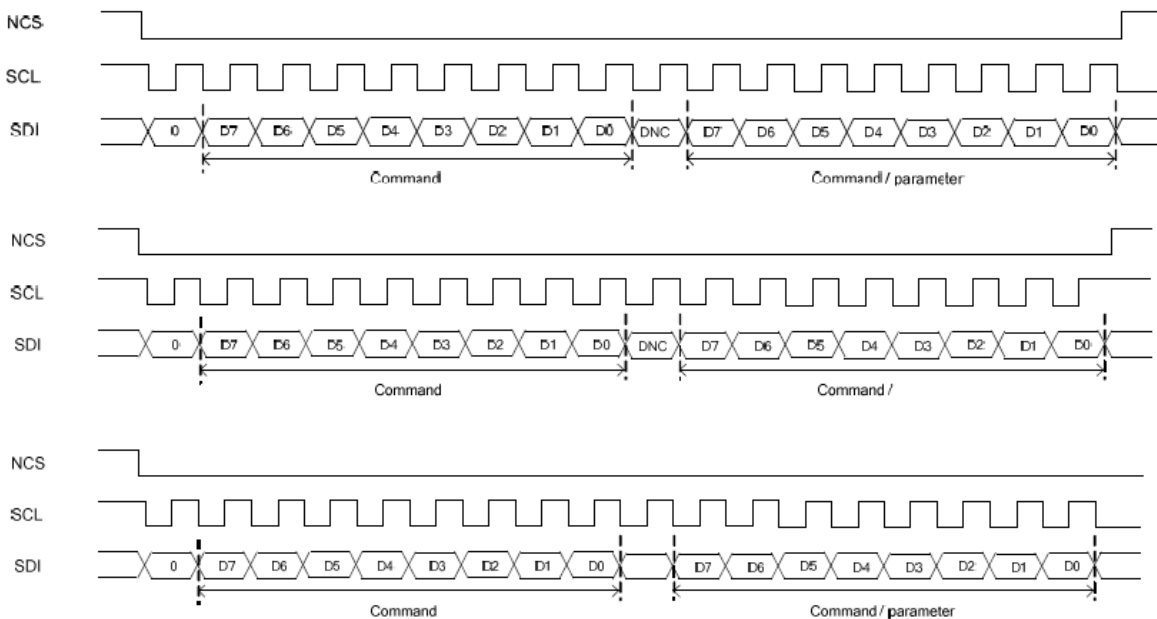 NCS
SCL
SDI 0 D7 D6 D5 D4 D3 D2 D1 D0 DNC D7 D6 D5 D4 D3 D2 D1 D0
Command Command / parameter
NCS
SCL
SDI 0 D7 D6 D5 D4 D3 D2 D1 D0 DNC D7 D6 D5 D4 D3 D2 D1 D0
Command Command /
NCS
SCL
SDI 0 D7 D6 D5 D4 D3 D2 D1 D0 D7 D6 D5 D4 D3 D2 D1 D0
Command Command / parameter